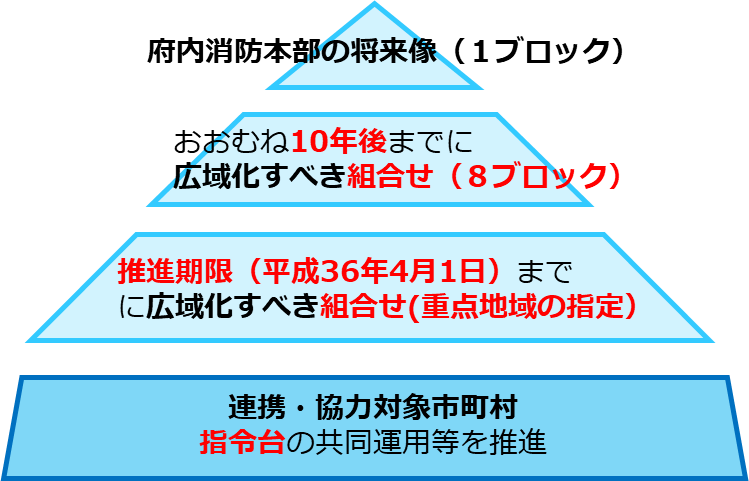 府内消防本部の将来像（１ブロック）
おおむね10年後までに
広域化すべき組合せ（８ブロック）
推進期限（平成36年4月1日）まで
に広域化すべき組合せ(重点地域の指定）
連携・協力対象市町村
指令台の共同運用等を推進